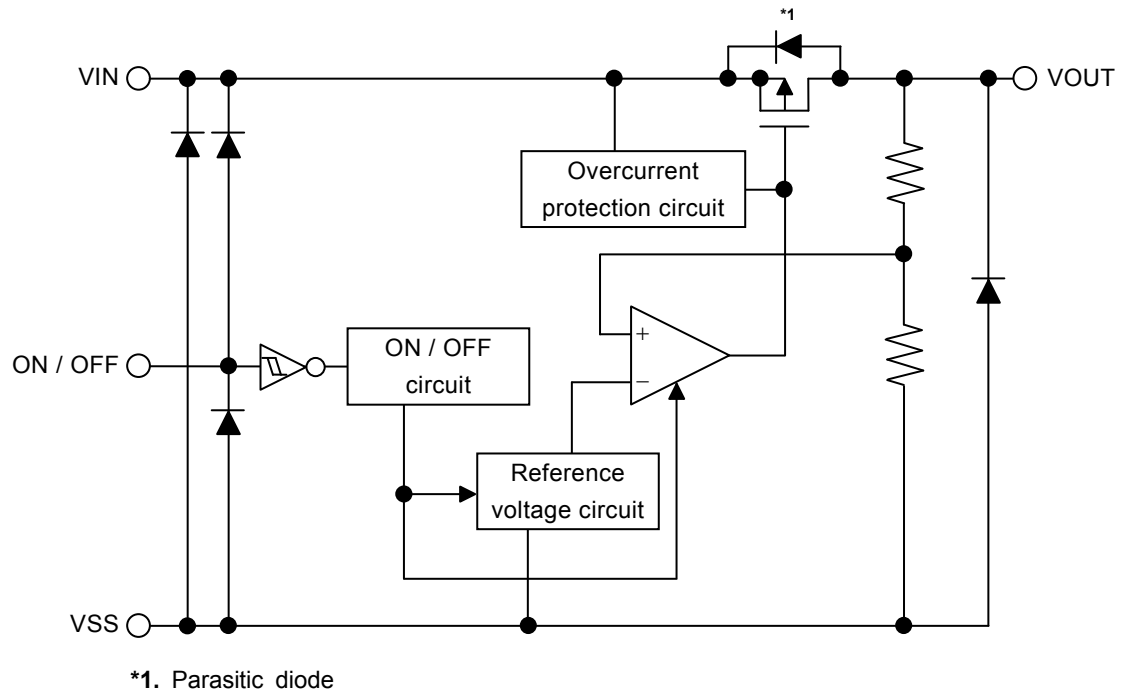 *1
VIN
VOUT
Overcurrent
protection circuit
+
−
ON / OFF
ON / OFF
circuit
Reference
voltage circuit
VSS
*1. Parasitic diode